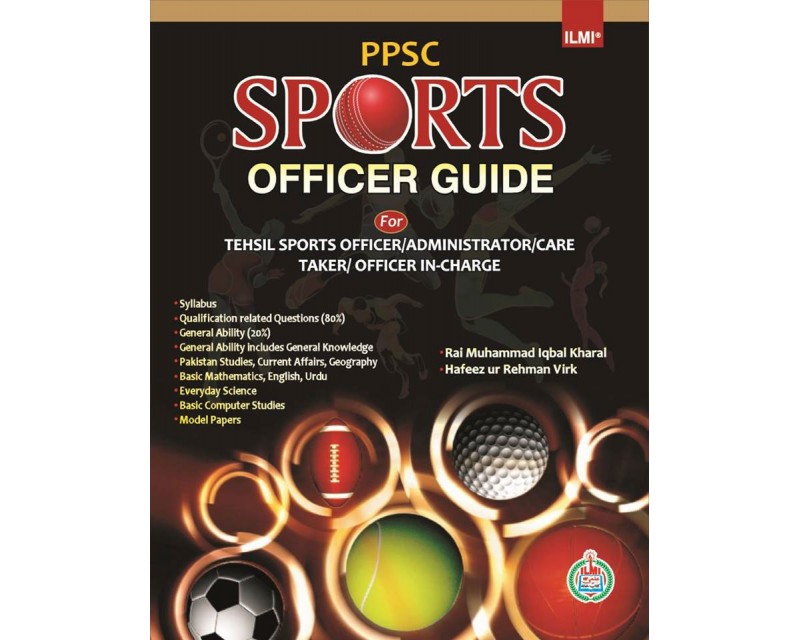 ILMI®
PPSC
SPORTS
OFFICER GUIDE
For
TEHSIL SPORTS OFFICER/ADMINISTRATOR/CARE
TAKER/ OFFICER IN-CHARGE
• Syllabus
• Qualification related Questions (80%)
• General Ability (20%)
• General Ability includes General Knowledge
• Pakistan Studies, Current Affairs, Geography
• Basic Mathematics, English, Urdu
• Everyday Science
• Basic Computer Studies
• Model Papers
• Rai Muhammad Iqbal Kharal
• Hafeez ur Rehman Virk
ILMI